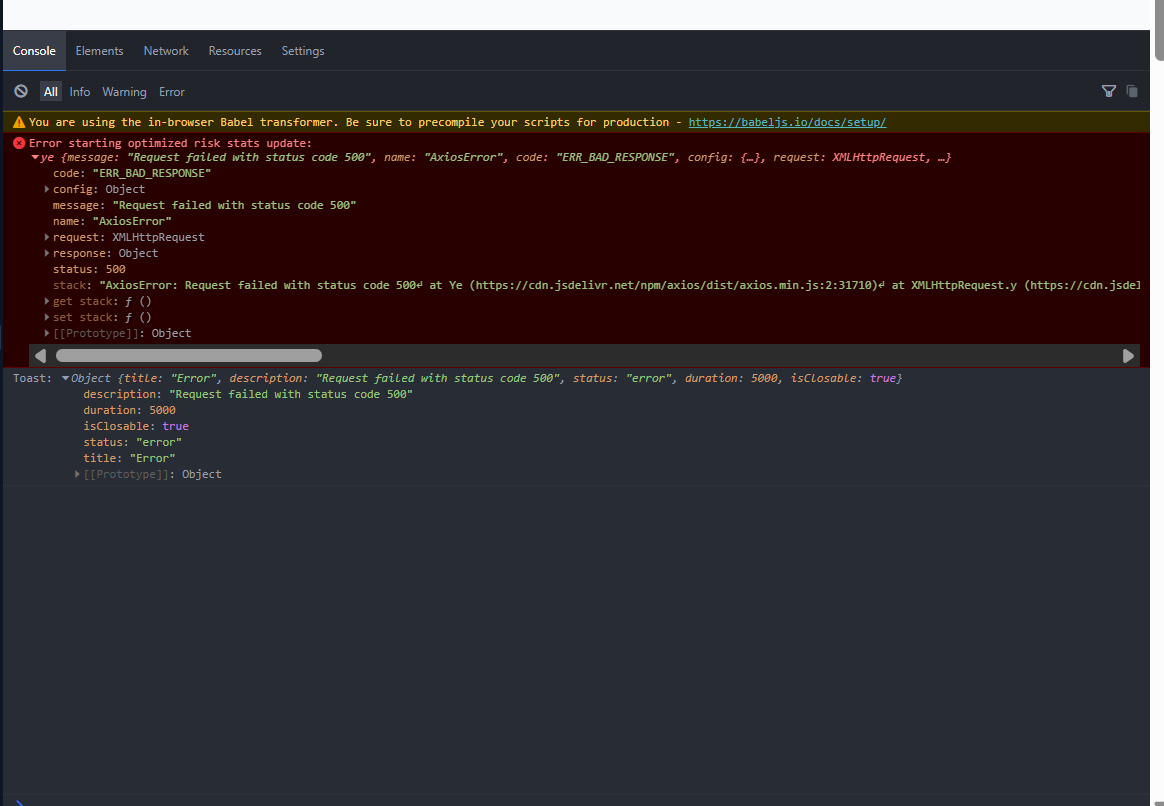 Console Elements Network Resources Settings
All Info Warning Error
You are using the in-browser Babel transformer. Be sure to precompile your scripts for production - https://babeljs.io/docs/setup/
Error starting optimized risk stats update:
ye {message: "Request failed with status code 500", name: "AxiosError", code: "ERR_BAD_RESPONSE", config: {…}, request: XMLHttpRequest, …}
code: "ERR_BAD_RESPONSE"
config: Object
message: "Request failed with status code 500"
name: "AxiosError"
request: XMLHttpRequest
response: Object
status: 500
stack: "AxiosError: Request failed with status code 500↲ at Ye (https://cdn.jsdelivr.net/npm/axios/dist/axios.min.js:2:31710)↲ at XMLHttpRequest.y (https://cdn.jsdel
get stack: ƒ ()
set stack: ƒ ()
[[Prototype]]: Object
Toast: Object {title: "Error", description: "Request failed with status code 500", status: "error", duration: 5000, isClosable: true}
description: "Request failed with status code 500"
duration: 5000
isClosable: true
status: "error"
title: "Error"
[[Prototype]]: Object